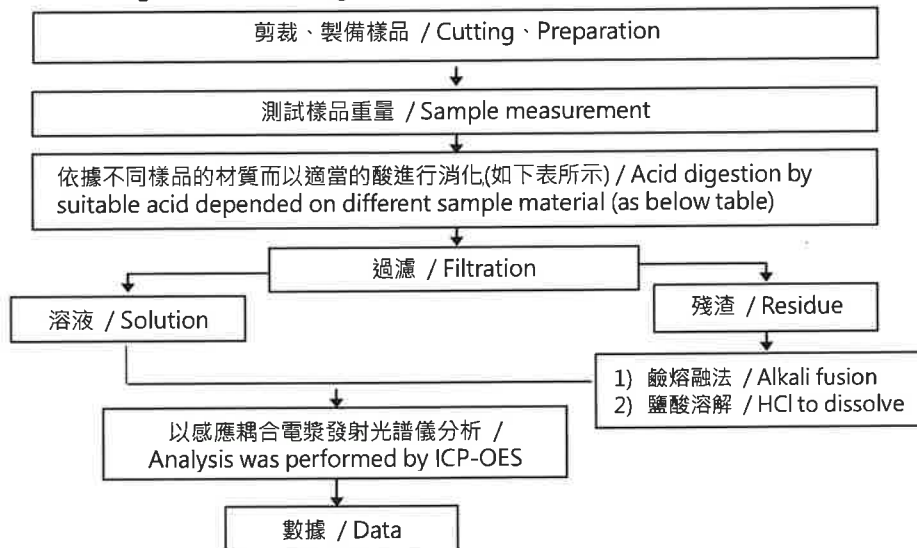 剪裁、製備樣品 / Cutting、Preparation
測試樣品重量 / Sample measurement
依據不同樣品的材質而以適當的酸進行消化(如下表所示) / Acid digestion by
suitable acid depended on different sample material (as below table)
過濾 / Filtration
溶液 / Solution
殘渣 / Residue
1) 鹼熔融法 / Alkali fusion
2) 鹽酸溶解 / HCl to dissolve
以感應耦合電漿發射光譜儀分析 /
Analysis was performed by ICP-OES
數據 / Data